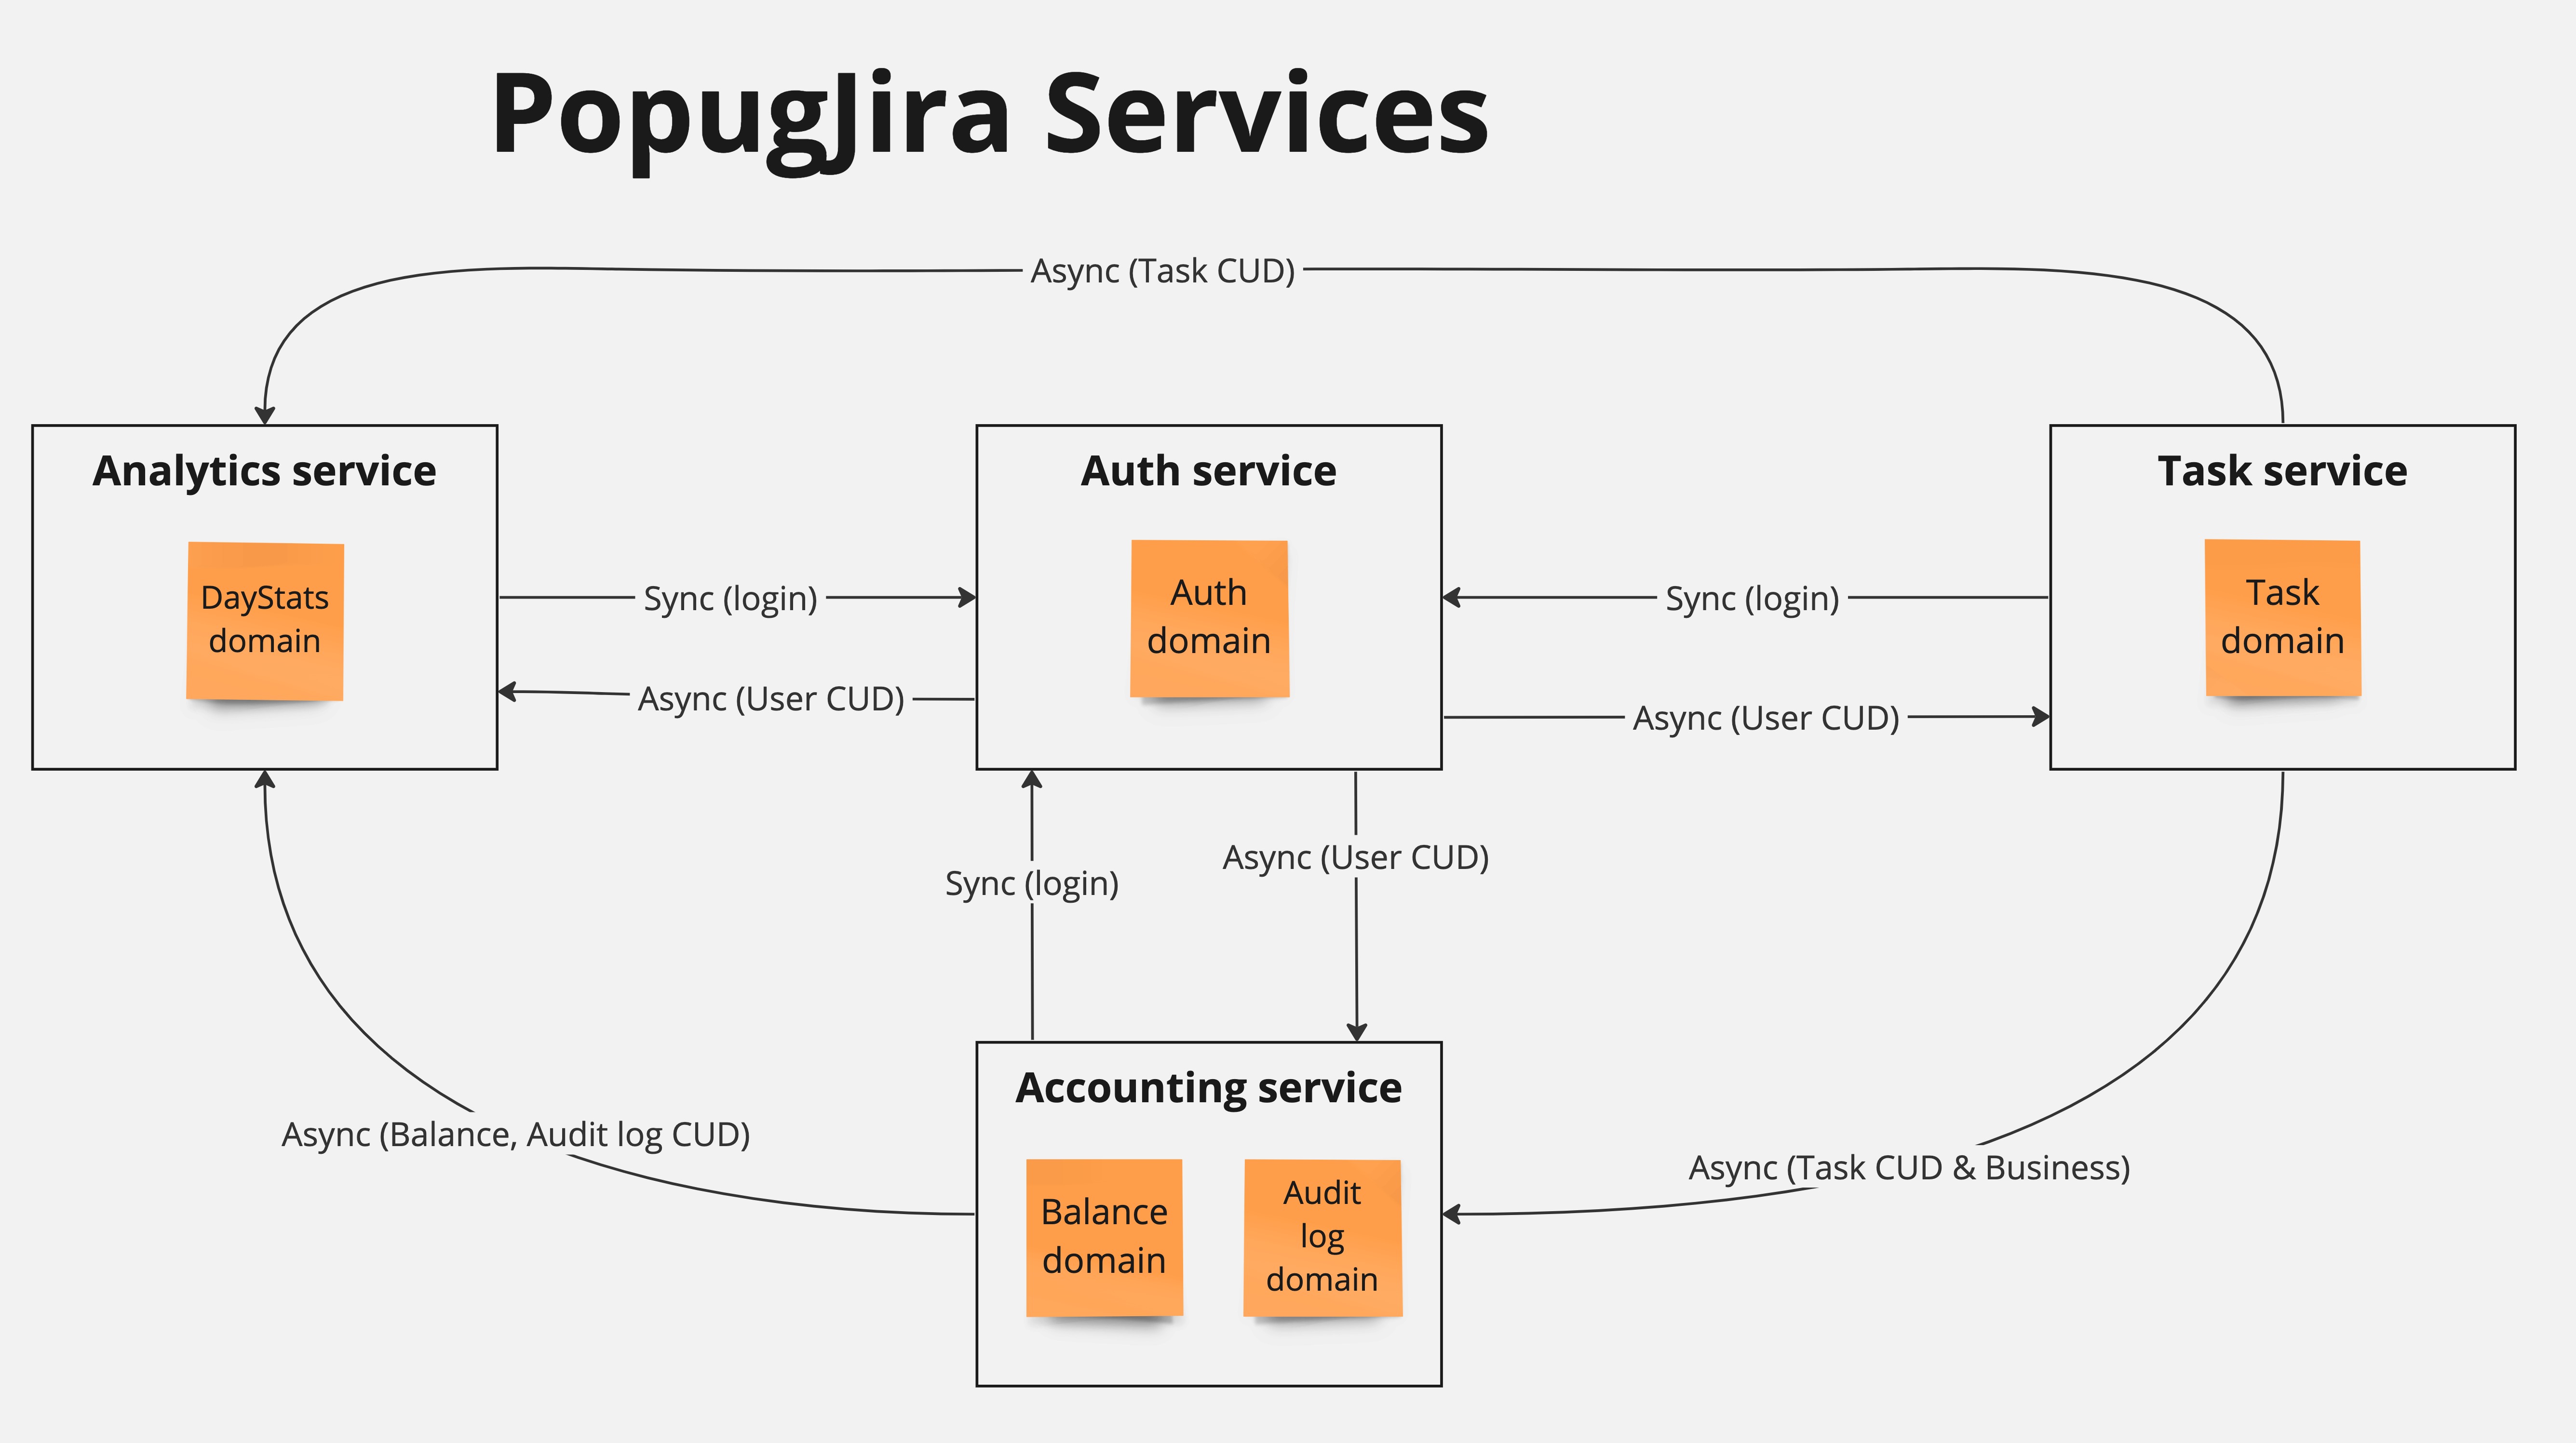 PopugJira Services
Async (Task CUD)
Analytics service
DayStats
domain
Sync (login)
Async (User CUD)
Auth service
Auth
domain
Sync (login)
Async (User CUD)
Task service
Task
domain
Sync (login)
Async (User CUD)
Async (Balance, Audit log CUD)
Accounting service
Balance
domain
Audit
log
domain
Async (Task CUD & Business)